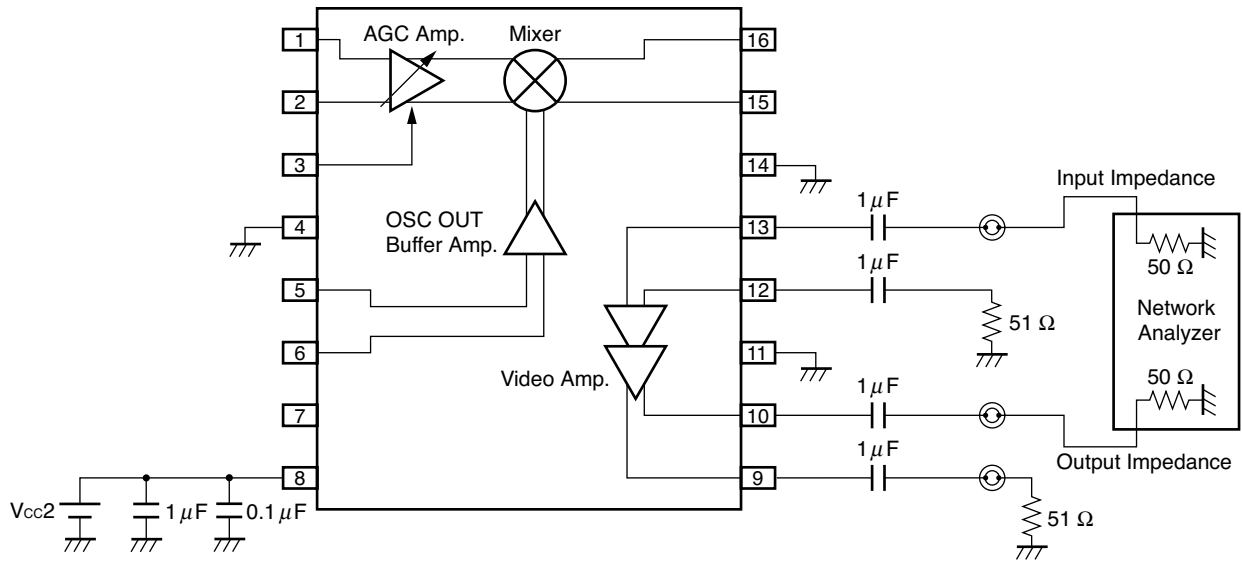 AGC Amp.
Mixer
1
2
3
4
5
6
7
8
16
15
14
13
12
11
10
9
OSC OUT
Buffer Amp.
Video Amp.
1 μF
1 μF
1 μF
1 μF
51 Ω
51 Ω
Input Impedance
50 Ω
Network
Analyzer
50 Ω
Output Impedance
VCC2
1 μF
0.1 μF